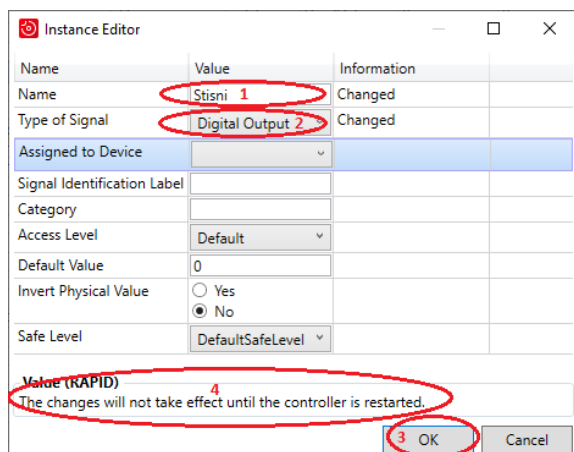 Instance Editor
Name Value Information
Name Stisni 1 Changed
Type of Signal Digital Output 2 Changed
Assigned to Device
Signal Identification Label
Category
Access Level Default
Default Value 0
Invert Physical Value Yes
No
Safe Level DefaultSafeLevel
Value (RAPID)
4
The changes will not take effect until the controller is restarted.
3 OK Cancel